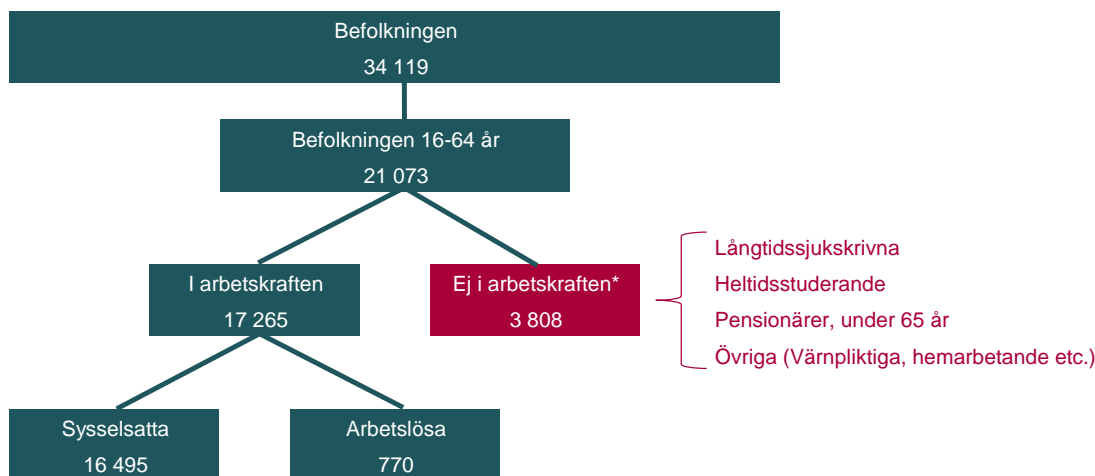 Befolkningen
34 119
Befolkningen 16-64 år
21 073
I arbetskraften
17 265
Ej i arbetskraften*
3 808
Långtidssjukskrivna
Heltidsstuderande
Pensionärer, under 65 år
Övriga (Värnpliktiga, hemarbetande etc.)
Sysselsatta
16 495
Arbetslösa
770